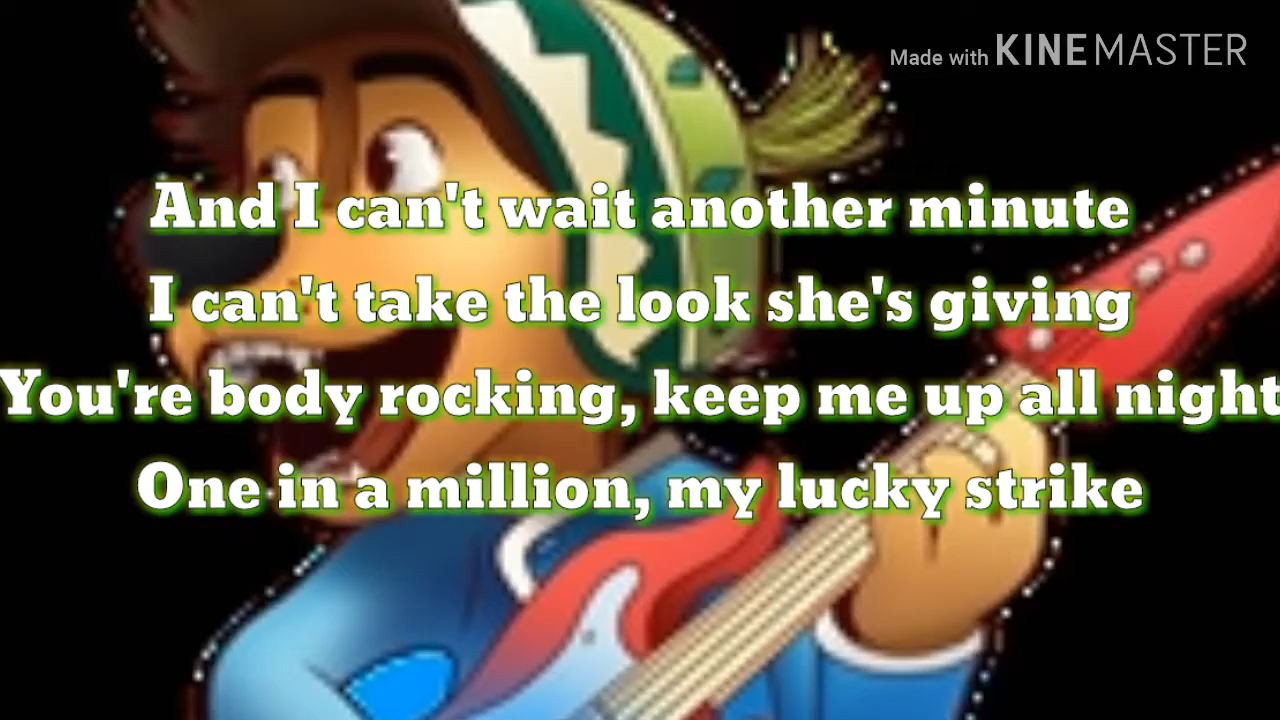 Made with KINEMASTER
And I can't wait another minute
I can't take the look she's giving
You're body rocking, keep me up all night
One in a million, my lucky strike